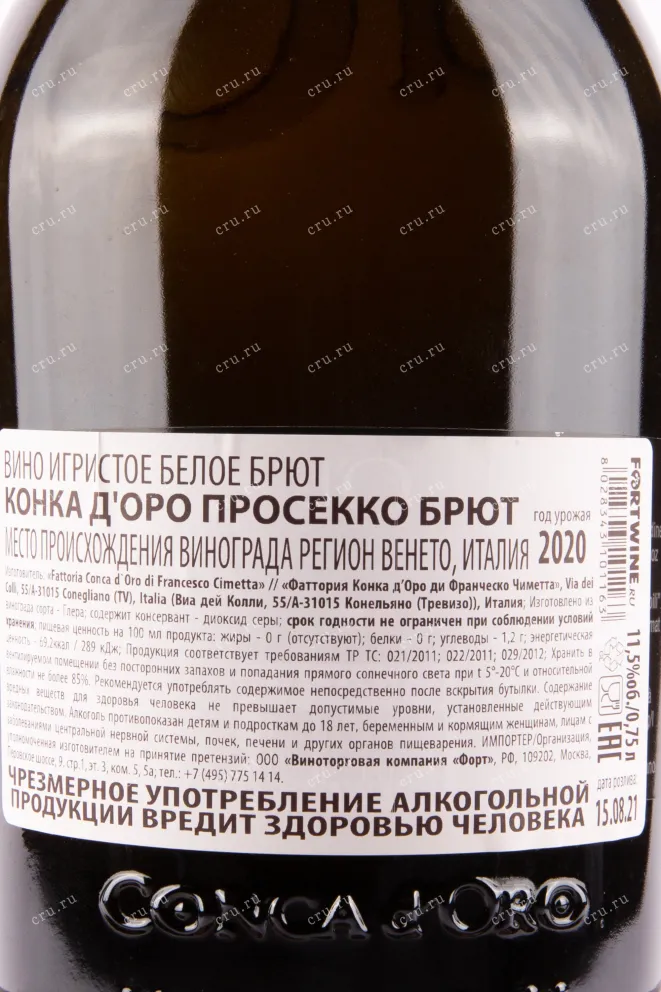 ВИНО ИГРИСТОЕ БЕЛОЕ БРЮТ
КОНКА Д'ОРО ПРОСЕККО БРЮТ
год урожая
МЕСТО ПРОИСХОЖДЕНИЯ ВИНОГРАДА РЕГИОН ВЕНЕТО, ИТАЛИЯ 2020
Изготовитель: «Fattoria Conca d`Oro di Francesco Cimetta» // «Фаттория Конка д'Оро ди Франческо Чиметта», Via dei
Colli, 55/A-31015 Conegliano (TV), Italia (Виа дей Колли, 55/А-31015 Конельяно (Тревизо)), Италия; Изготовлено из
винограда сорта - Глера; содержит консервант - диоксид серы; срок годности не ограничен при соблюдении условий
хранения; пищевая ценность на 100 мл продукта: жиры - 0 г (отсутствуют); белки - 0 г; углеводы - 1,2 г; энергетическая
ценность - 69,2ккал / 289 кДж; Продукция соответствует требованиям ТР ТС: 021/2011; 022/2011; 029/2012; Хранить в
вентилируемом помещении без посторонних запахов и попадания прямого солнечного света при t 5°-20°C и относительной
влажности не более 85%. Рекомендуется употреблять содержимое непосредственно после вскрытия бутылки. Содержание
вредных веществ для здоровья человека не превышает допустимые уровни, установленные действующим
законодательством. Алкоголь противопоказан детям и подросткам до 18 лет, беременным и кормящим женщинам, лицам с
заболеваниями центральной нервной системы, почек, печени и других органов пищеварения. ИМПОРТЕР/Организация,
уполномоченная изготовителем на принятие претензий: ООО «Виноторговая компания «Форт», РФ, 109202, Москва,
Перовское шоссе, 9, стр.1, эт. 3, ком. 5, 5а; тел.: +7 (495) 775 14 14.
ЧРЕЗМЕРНОЕ УПОТРЕБЛЕНИЕ АЛКОГОЛЬНОЙ
ПРОДУКЦИИ ВРЕДИТ ЗДОРОВЬЮ ЧЕЛОВЕКА
FORTWINE.RU
8028343101163
11,5%об/0,75л
EAC
дата розлива:
15.08.21
CONCA d'ORO
cru.ru